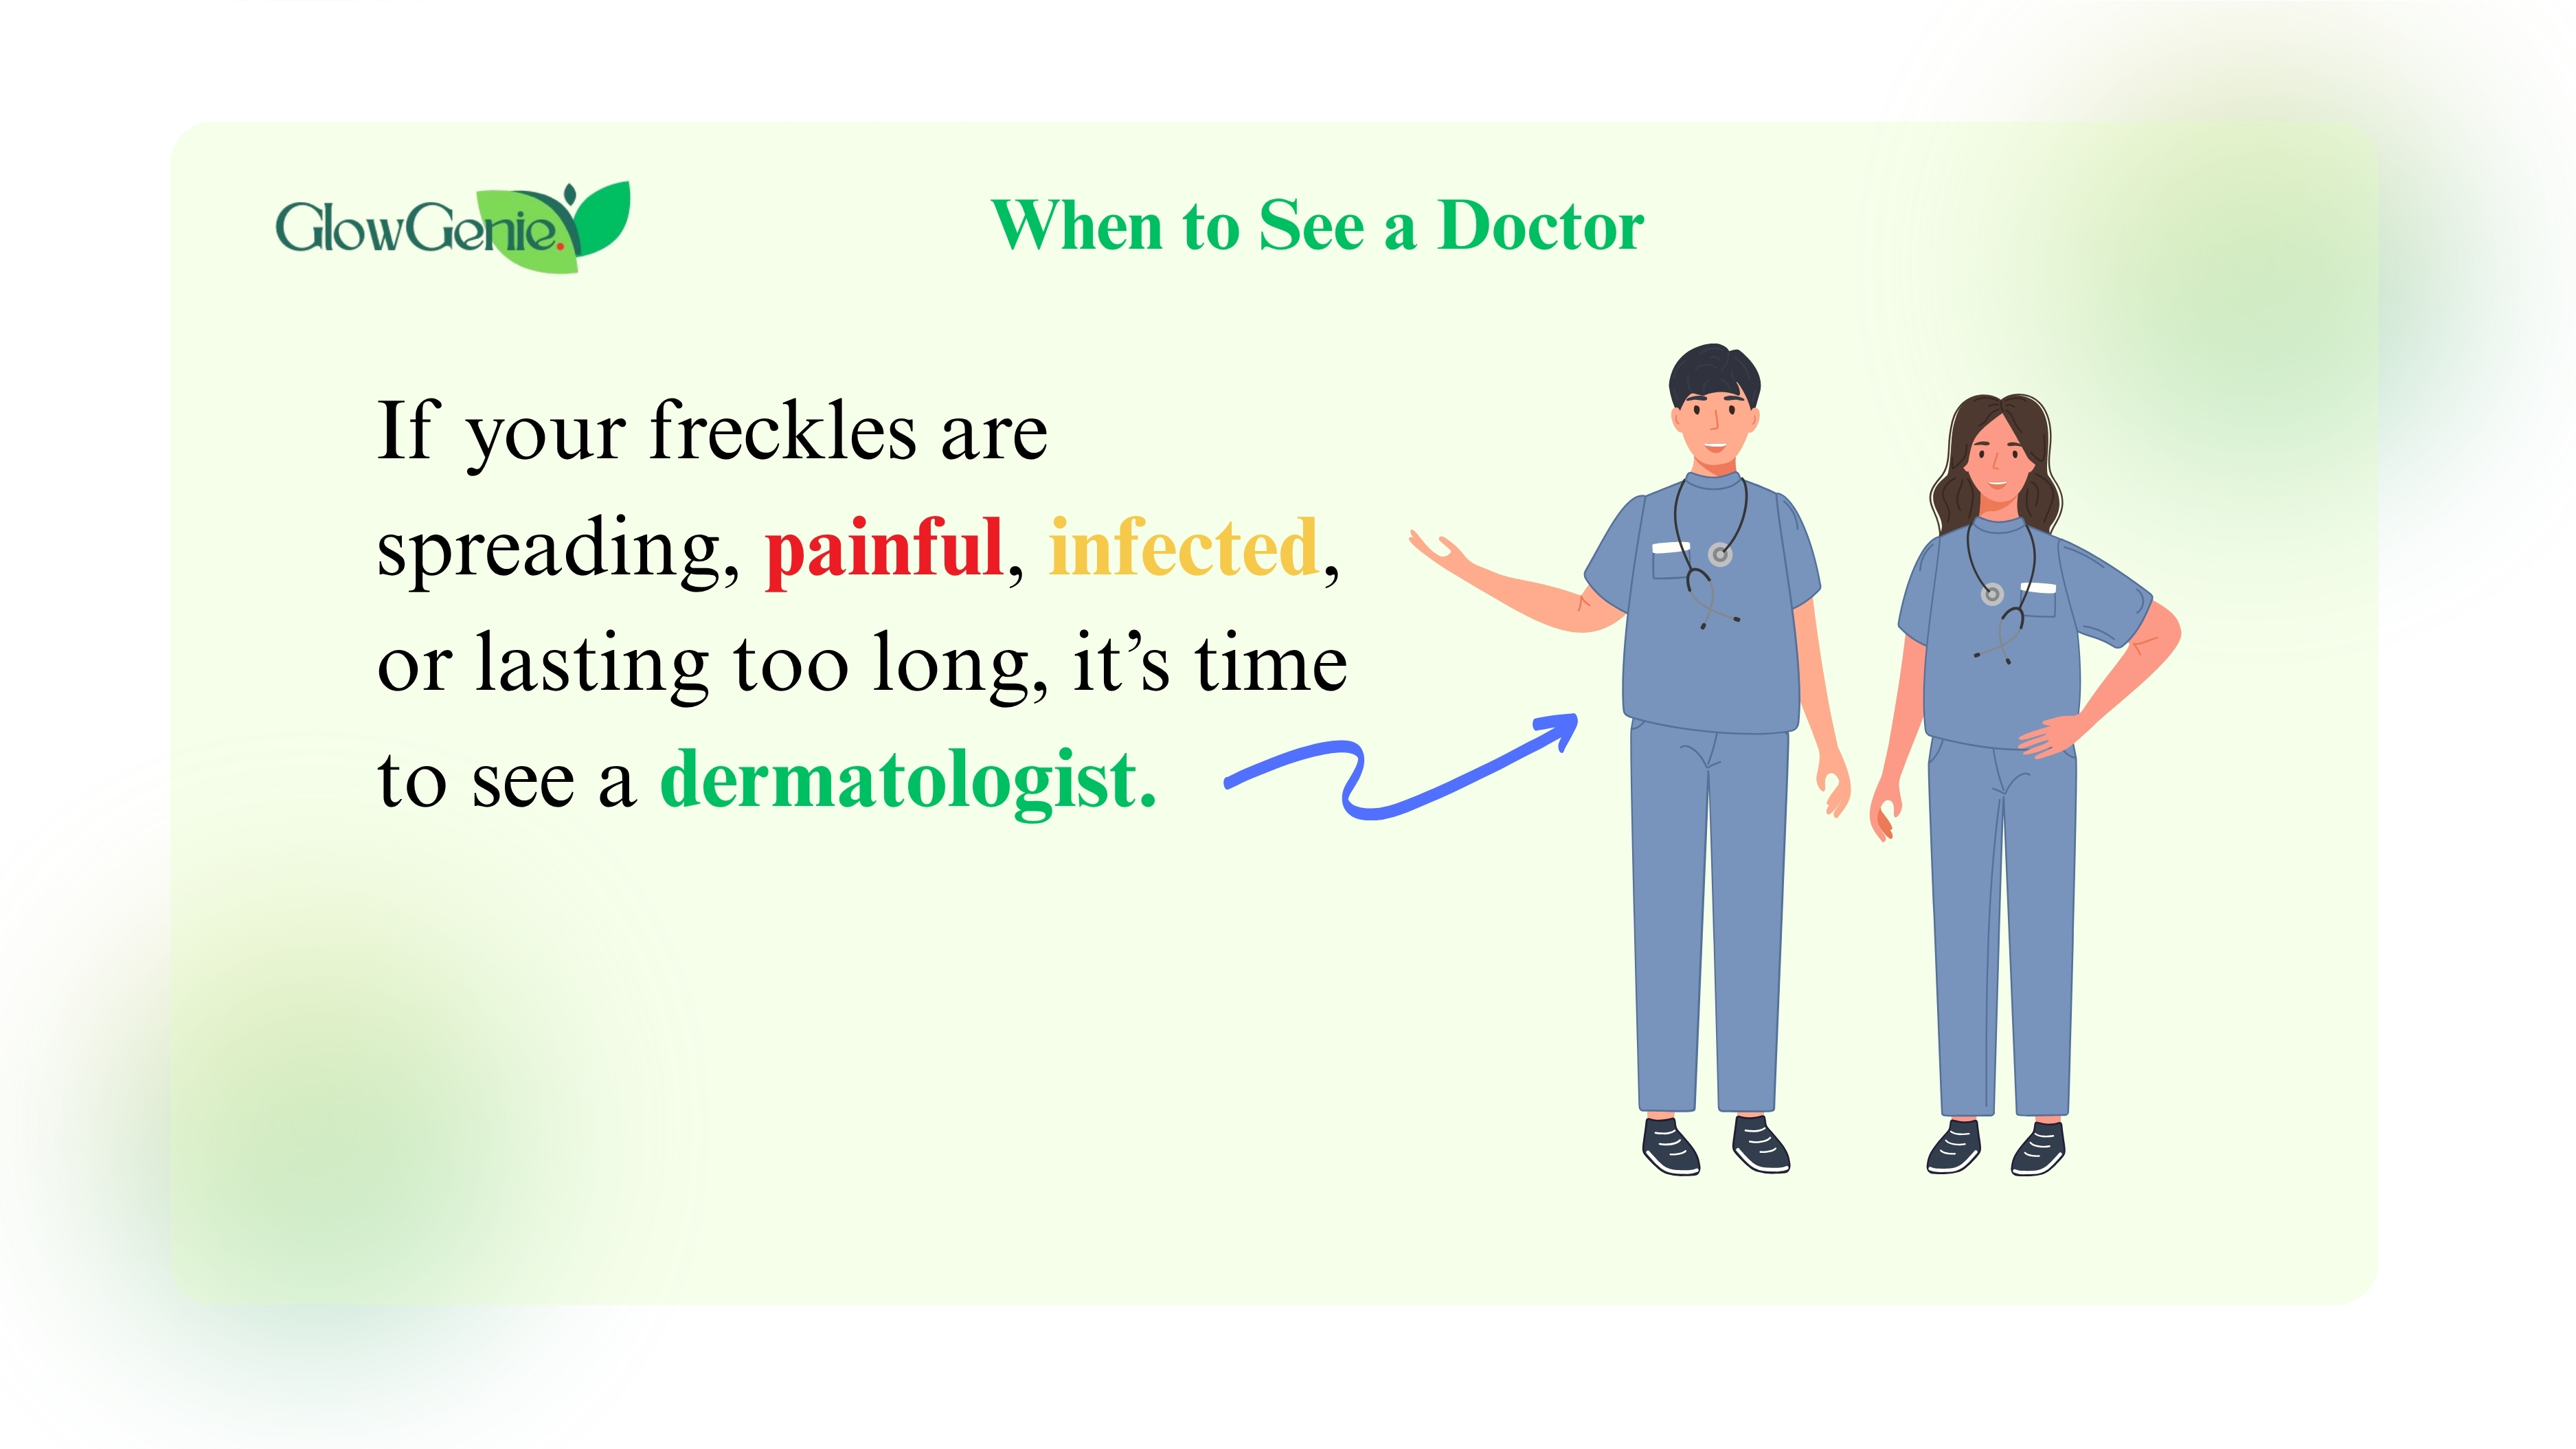 GlowGenie.
When to See a Doctor
If your freckles are
spreading, painful, infected,
or lasting too long, it’s time
to see a dermatologist.